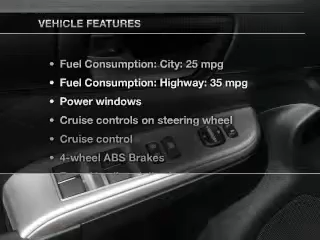 VEHICLE FEATURES
• Fuel Consumption: City: 25 mpg
• Fuel Consumption: Highway: 35 mpg
• Power windows
• Cruise controls on steering wheel
• Cruise control
• 4-wheel ABS Brakes